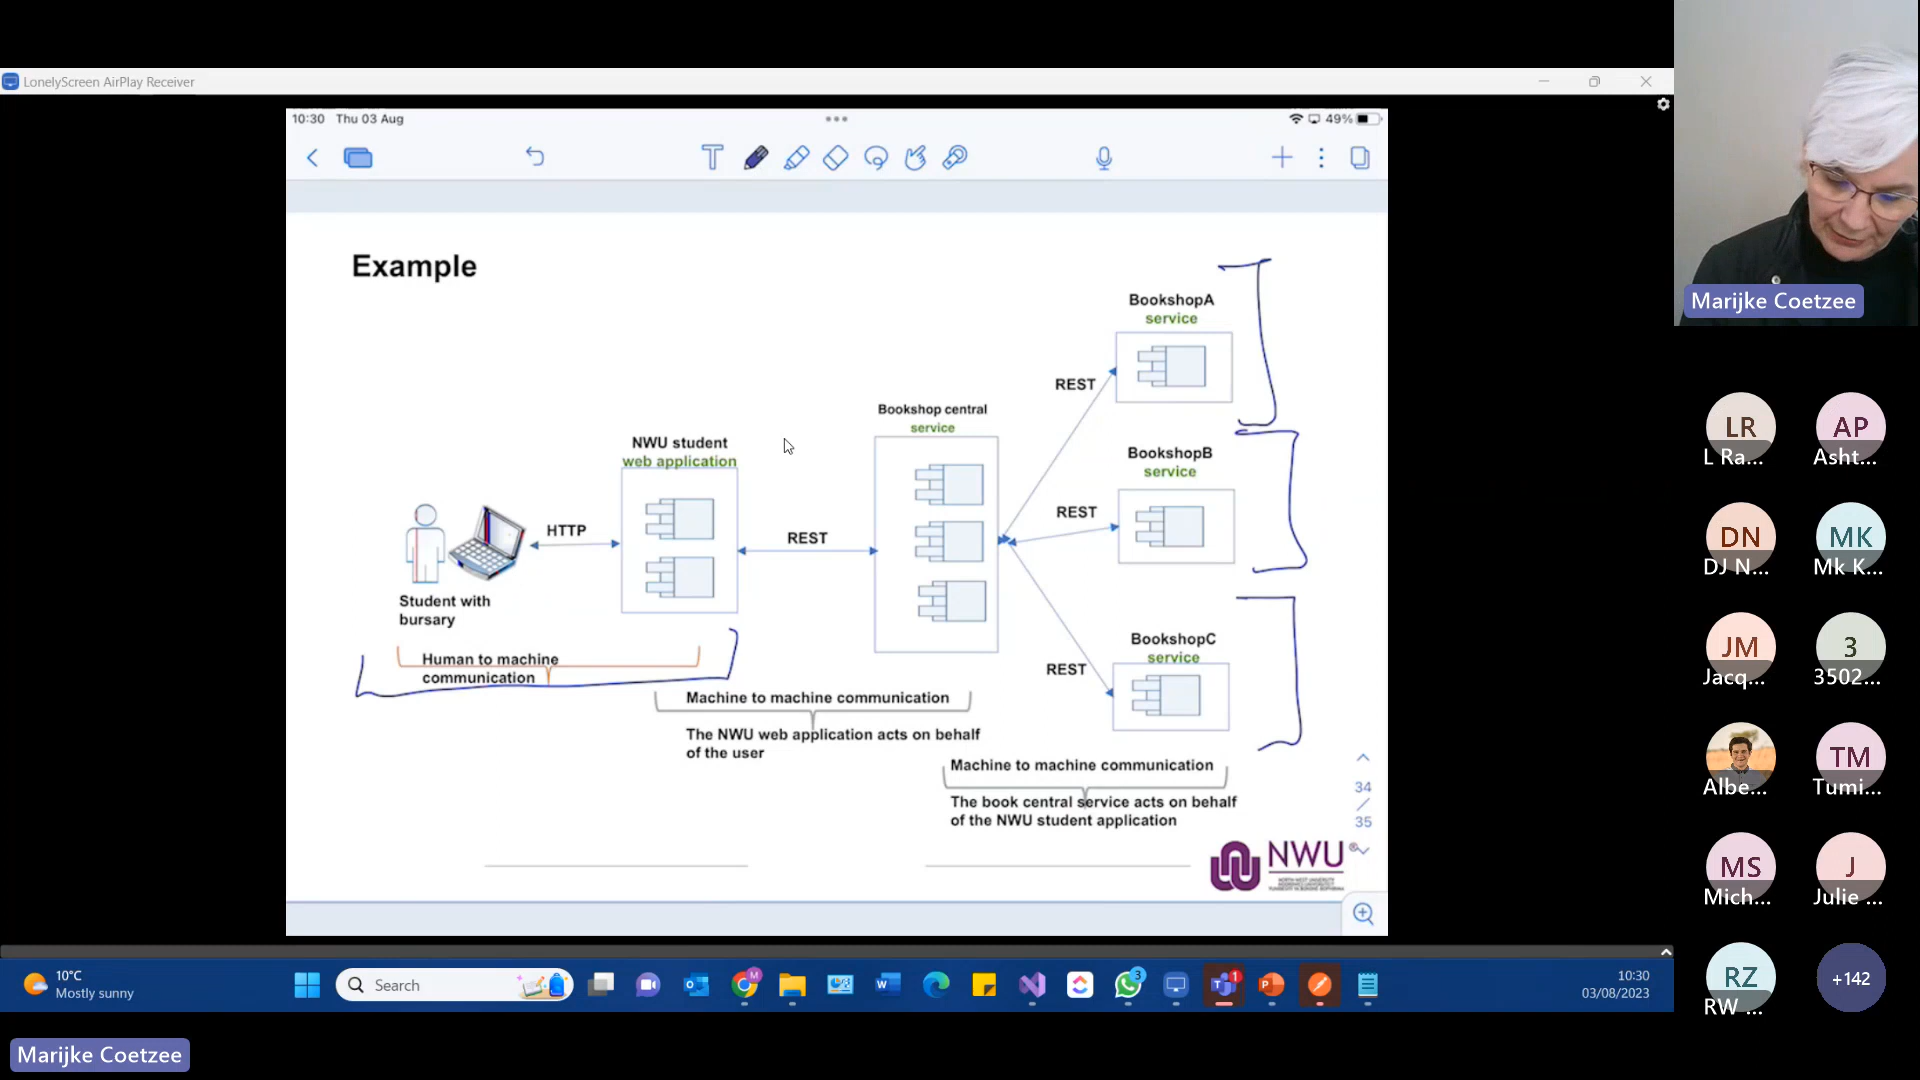 LonelyScreen AirPlay Receiver
10:30 Thu 03 Aug
49%
Example
BookshopA
service
REST
Bookshop central
service
NWU student
web application
BookshopB
service
HTTP
REST
REST
Student with
bursary
BookshopC
service
REST
Human to machine
communication
Machine to machine communication
The NWU web application acts on behalf
of the user
Machine to machine communication
The book central service acts on behalf
of the NWU student application
34
/
35
NWU
Marijke Coetzee
LR
L Ra...
AP
Asht...
DN
DJ N...
MK
Mk K...
JM
Jacq...
3
3502...
Albe...
TM
Tumi...
MS
Mich...
J
Julie ...
RZ
RW ...
+142
10°C
Mostly sunny
Search
M
3
1
10:30
03/08/2023
Marijke Coetzee